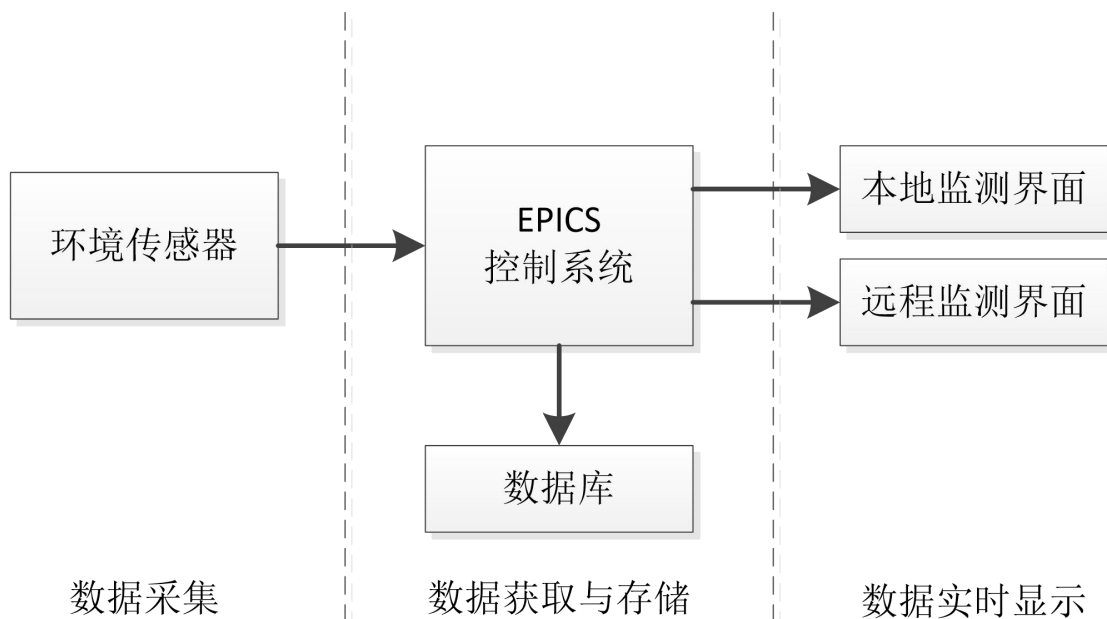 环境传感器
EPICS
控制系统
本地监测界面
远程监测界面
数据库
数据采集
数据获取与存储
数据实时显示